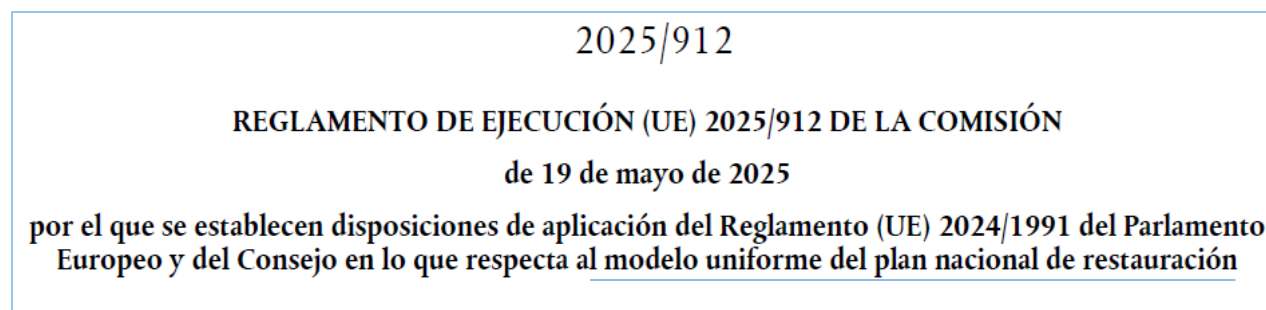 2025/912
REGLAMENTO DE EJECUCIÓN (UE) 2025/912 DE LA COMISIÓN
de 19 de mayo de 2025
por el que se establecen disposiciones de aplicación del Reglamento (UE) 2024/1991 del Parlamento
Europeo y del Consejo en lo que respecta al modelo uniforme del plan nacional de restauración